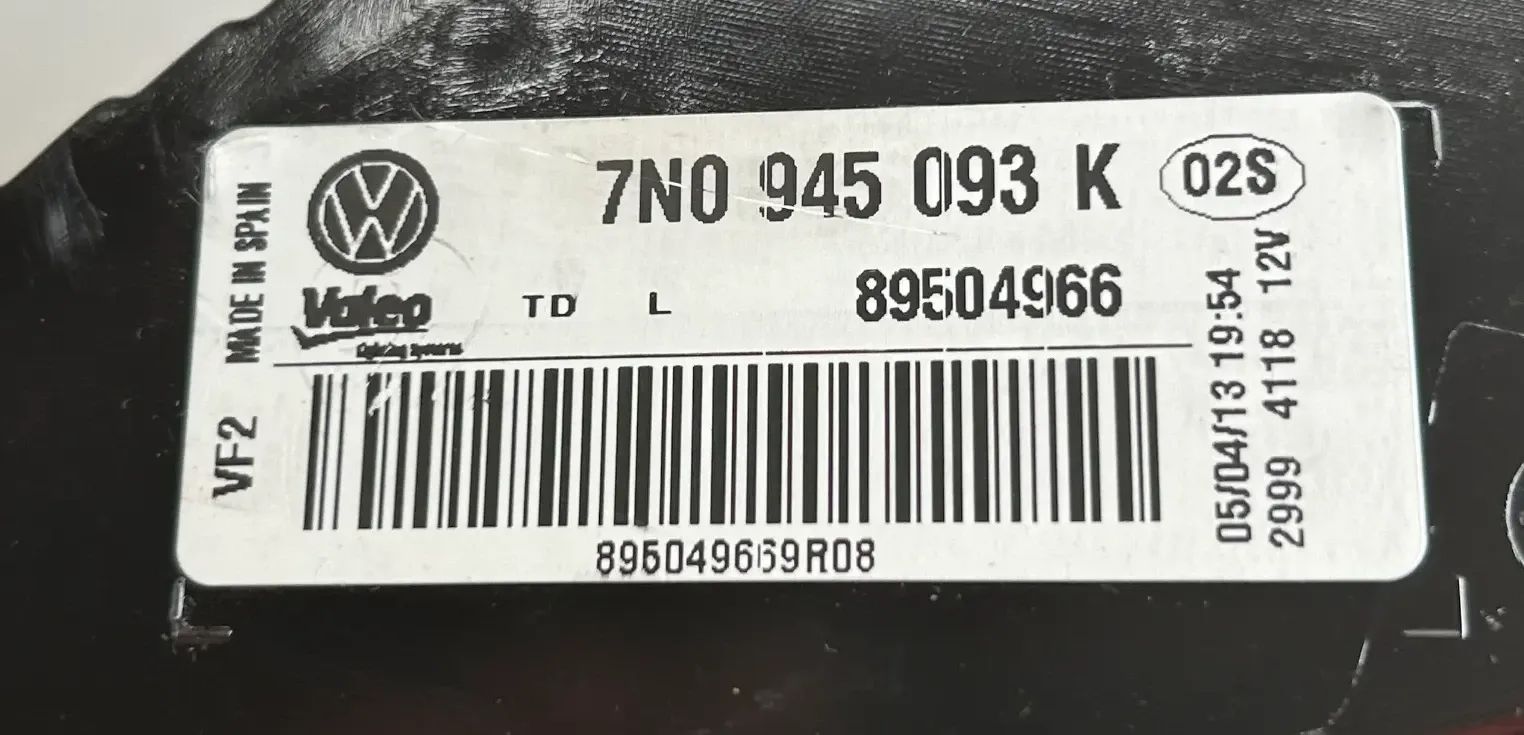 7N0 945 093 K 02S
Valeo TD L 89504966
895049669R08
VF2 MADE IN SPAIN
05/04/13 19:54
2999 4118 12V